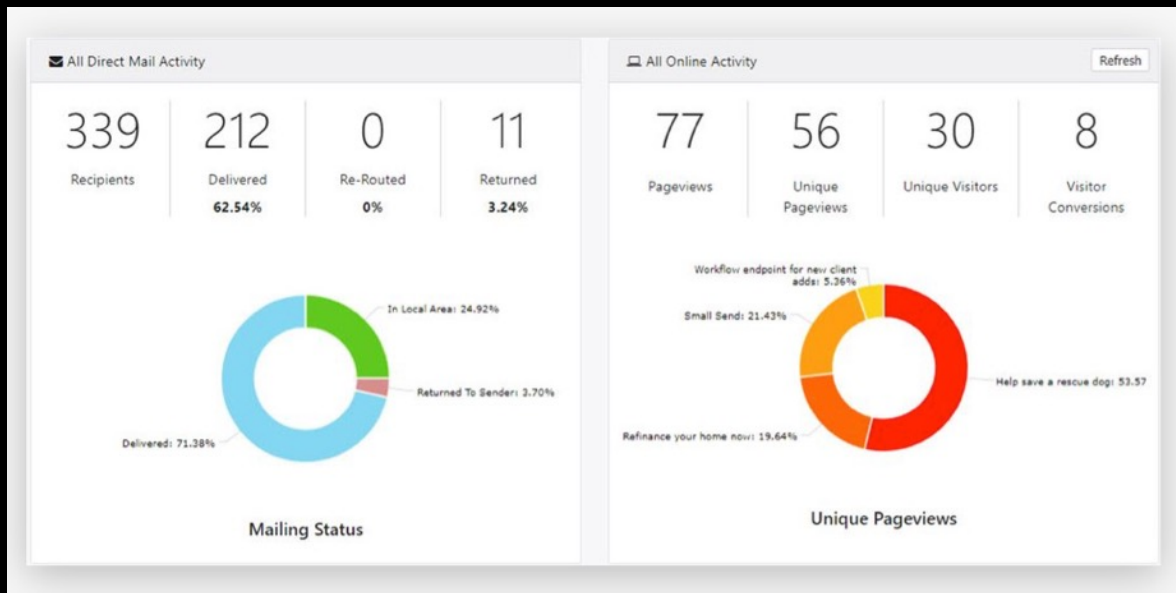 All Direct Mail Activity
339
Recipients
212
Delivered
62.54%
0
Re-Routed
0%
11
Returned
3.24%
In Local Area: 24.92%
Returned To Sender: 3.70%
Delivered: 71.38%
Mailing Status
All Online Activity
Refresh
77
Pageviews
56
Unique
Pageviews
30
Unique Visitors
8
Visitor
Conversions
Workflow endpoint for new client
adds: 5.36%
Small Send: 21.43%
Help save a rescue dog: 53.57
Refinance your home now: 19.64%
Unique Pageviews